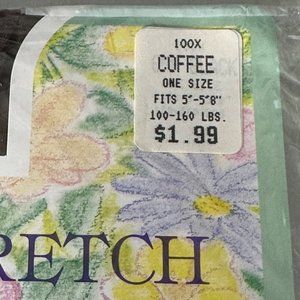 100X
COFFEE
ONE SIZE
FITS 5'-5'8"
100-160 LBS.
$1.99
RETCH